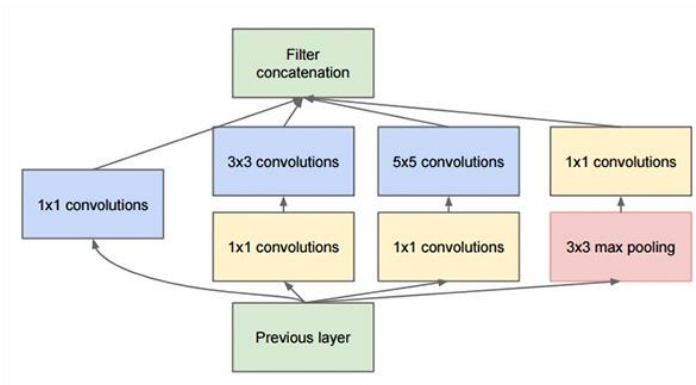 Filter
concatenation
3x3 convolutions
5x5 convolutions
1x1 convolutions
1x1 convolutions
1x1 convolutions
1x1 convolutions
3x3 max pooling
Previous layer